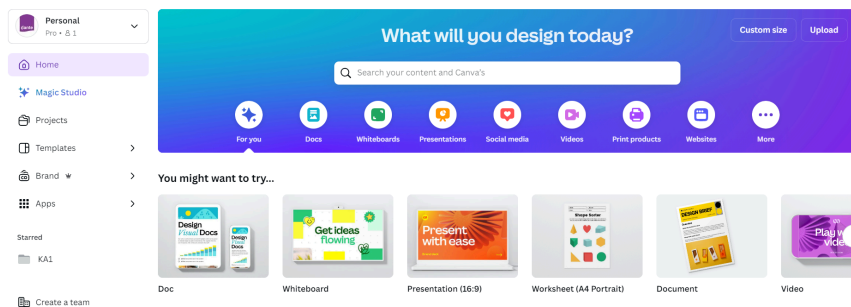 Personal
Pro • 1
Home
Magic Studio
Projects
Templates
Brand
Apps
Starred
KA1
Create a team
What will you design today?
Custom size
Upload
Search your content and Canva's
For you
Docs
Whiteboards
Presentations
Social media
Videos
Print products
Websites
More
You might want to try...
Design
Visual Docs
Design
Visual Docs
Doc
Get ideas
flowing
Whiteboard
Present
with ease
Presentation (16:9)
Shape Sorter
Worksheet (A4 Portrait)
DESIGN BRIEF
Document
Video